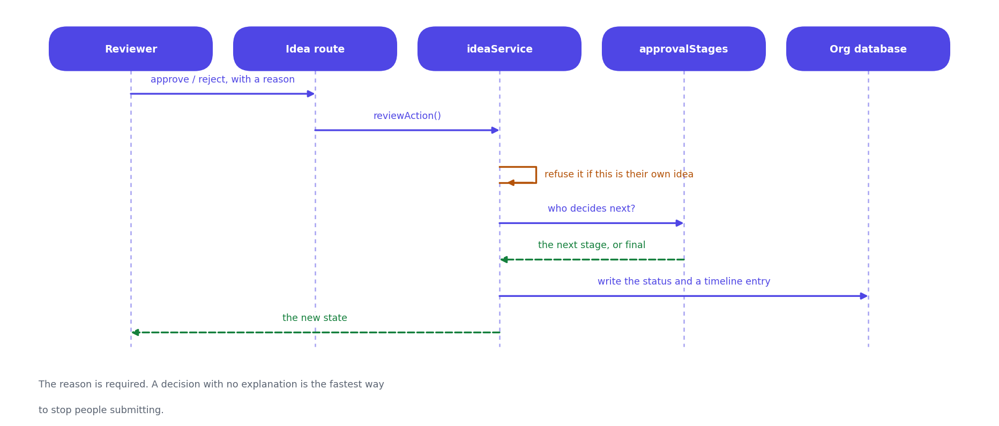 Reviewer
Idea route
ideaService
approvalStages
Org database
approve / reject, with a reason
reviewAction()
refuse it if this is their own idea
who decides next?
the next stage, or final
write the status and a timeline entry
the new state
The reason is required. A decision with no explanation is the fastest way
to stop people submitting.